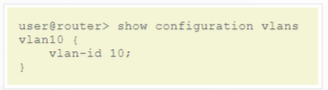 user@router> show configuration vlans
vlan10 {
    vlan-id 10;
}